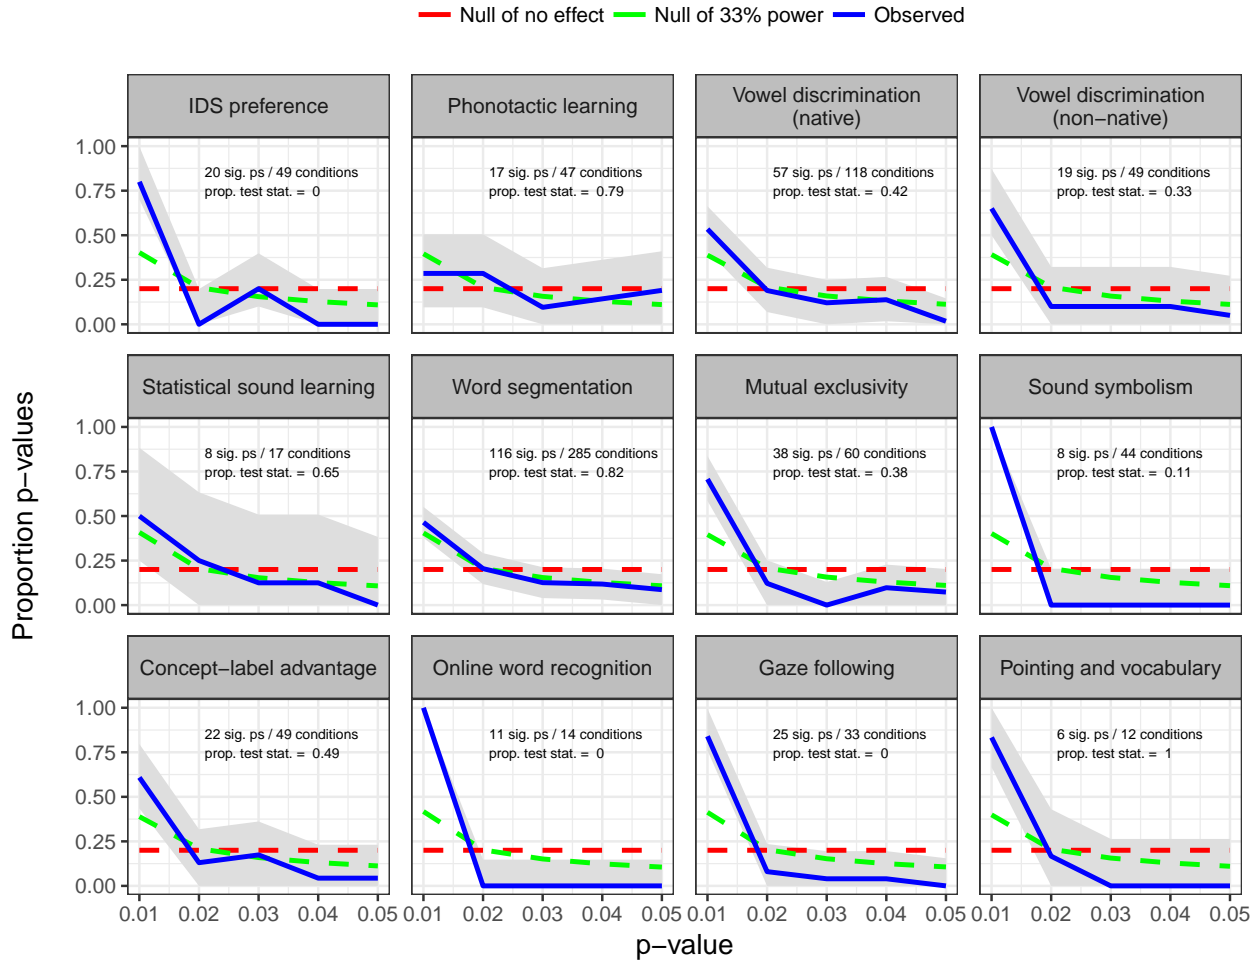 Null of no effect Null of 33% power Observed
IDS preference
Phonotactic learning
Vowel discrimination
(native)
Vowel discrimination
(non−native)
1.00
0.75
0.50
0.25
0.00
20 sig. ps / 49 conditions
prop. test stat. = 0
17 sig. ps / 47 conditions
prop. test stat. = 0.79
57 sig. ps / 118 conditions
prop. test stat. = 0.42
19 sig. ps / 49 conditions
prop. test stat. = 0.33
Statistical sound learning
Word segmentation
Mutual exclusivity
Sound symbolism
1.00
0.75
0.50
0.25
0.00
8 sig. ps / 17 conditions
prop. test stat. = 0.65
116 sig. ps / 285 conditions
prop. test stat. = 0.82
38 sig. ps / 60 conditions
prop. test stat. = 0.38
8 sig. ps / 44 conditions
prop. test stat. = 0.11
Concept−label advantage
Online word recognition
Gaze following
Pointing and vocabulary
1.00
0.75
0.50
0.25
0.00
22 sig. ps / 49 conditions
prop. test stat. = 0.49
11 sig. ps / 14 conditions
prop. test stat. = 0
25 sig. ps / 33 conditions
prop. test stat. = 0
6 sig. ps / 12 conditions
prop. test stat. = 1
0.01 0.02 0.03 0.04 0.05
0.01 0.02 0.03 0.04 0.05
0.01 0.02 0.03 0.04 0.05
0.01 0.02 0.03 0.04 0.05
p−value
Proportion p−values